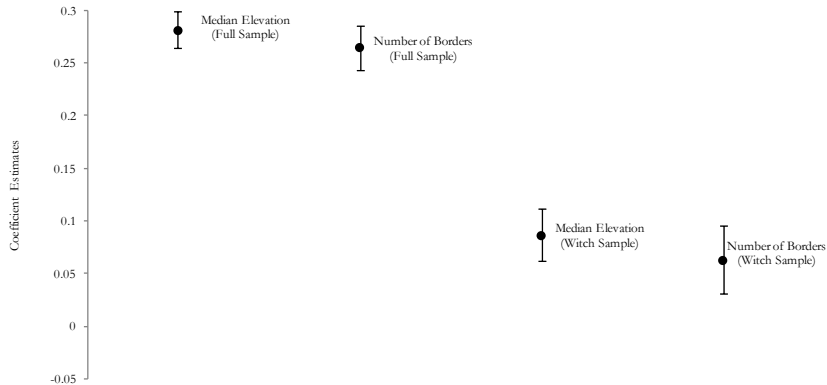 0.3
0.25
0.2
0.15
0.1
0.05
0
-0.05
Coefficient Estimates
Median Elevation
(Full Sample)
Number of Borders
(Full Sample)
Median Elevation
(Witch Sample)
Number of Borders
(Witch Sample)